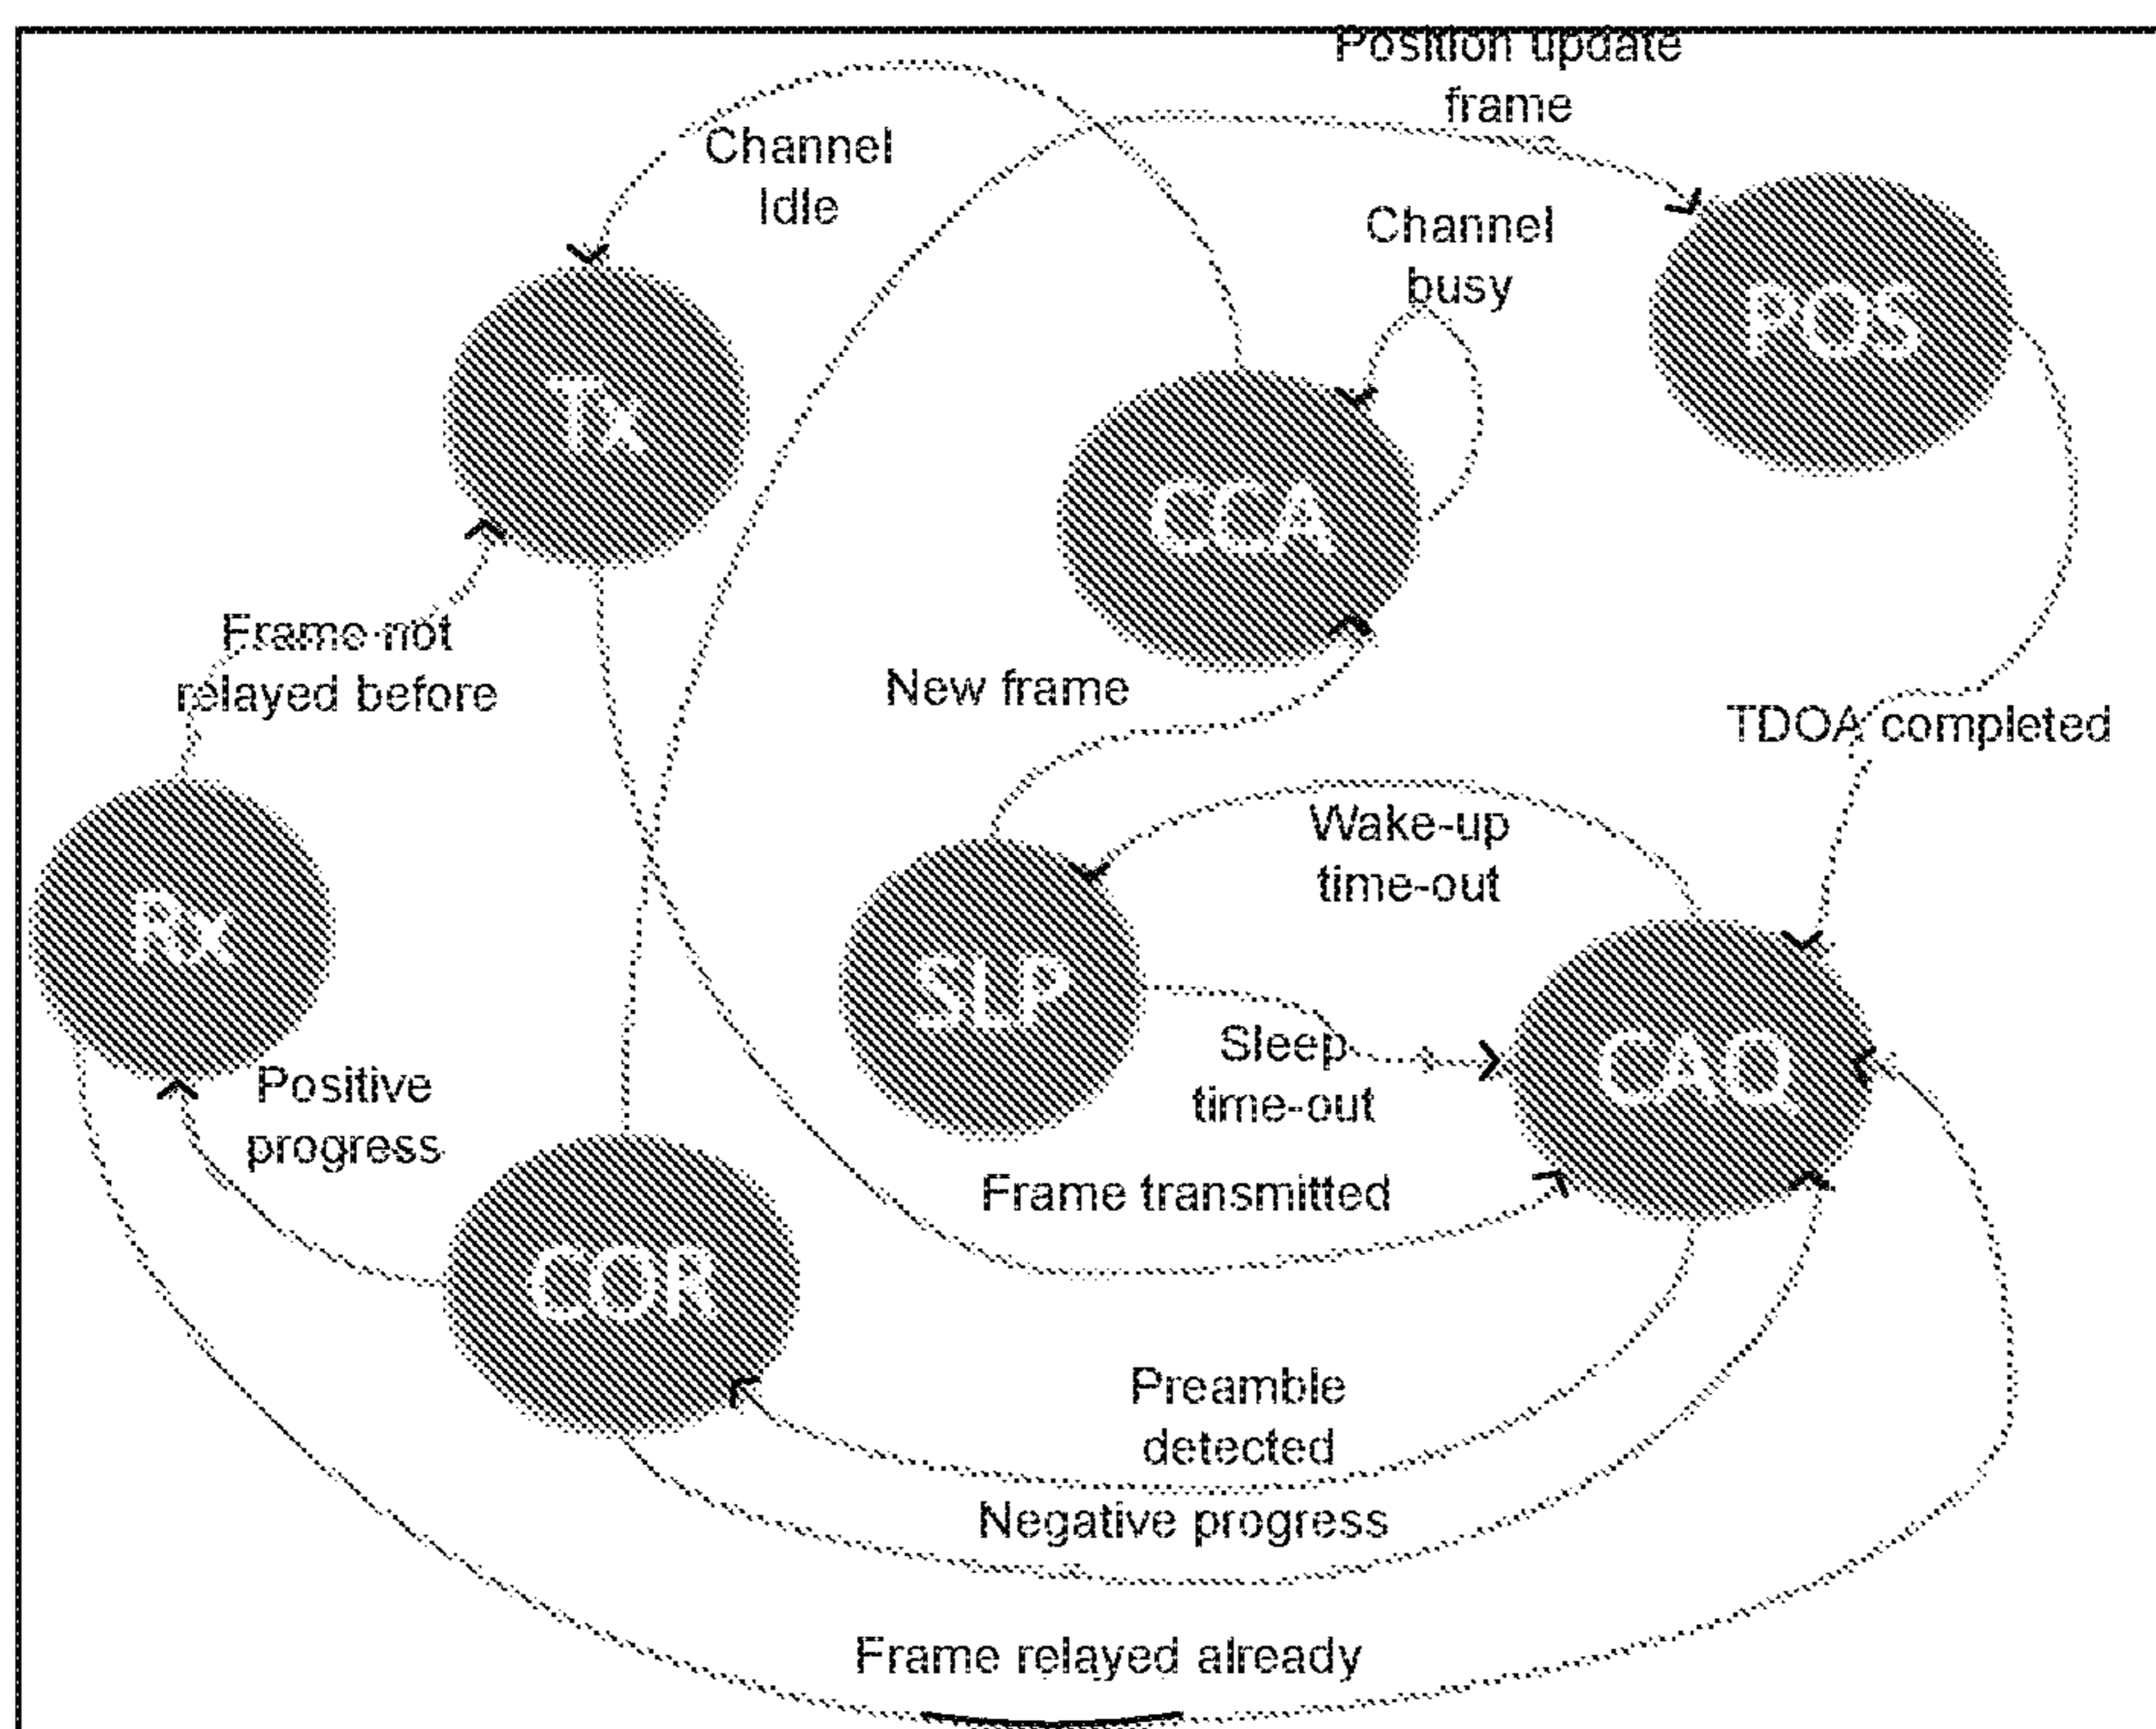 Position update
frame
Channel
Idle
Channel
busy
POS
Tx
CCA
Frame not
relayed before
New frame
TDOA completed
Wake-up
time-out
Rx
SLP
Sleep
time-out
CAQ
Positive
progress
Frame transmitted
COR
Preamble
detected
Negative progress
Frame relayed already